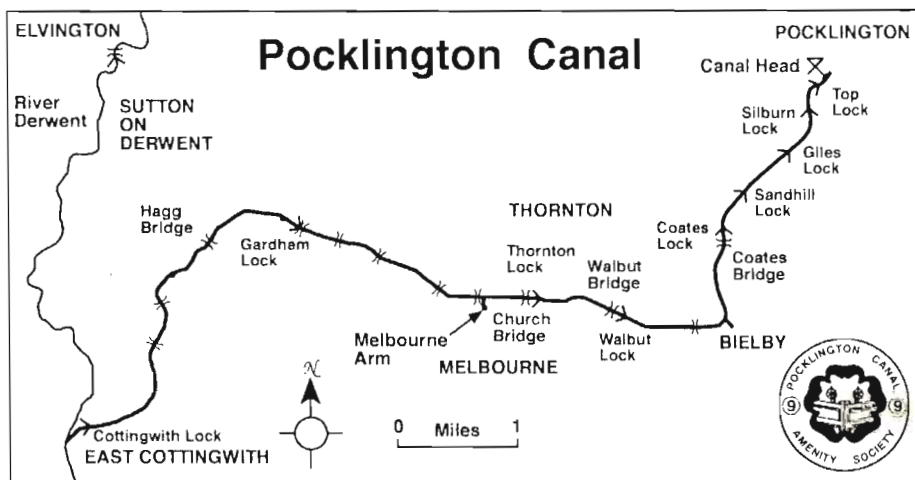 ELVINGTON
Pocklington Canal
POCKLINGTON
Canal Head
River
Derwent
SUTTON
ON
DERWENT
Top
Lock
Silburn
Lock
Giles
Lock
Sandhill
Lock
Hagg
Bridge
Gardham
Lock
THORNTON
Thornton
Lock
Walbut
Bridge
Coates
Lock
Coates
Bridge
Melbourne
Arm
Church
Bridge
MELBOURNE
Walbut
Lock
BIELBY
Cottingwith Lock
EAST COTTINGWITH
N
0 Miles 1
POCKLINGTON CANAL
9 9
AMENITY SOCIETY